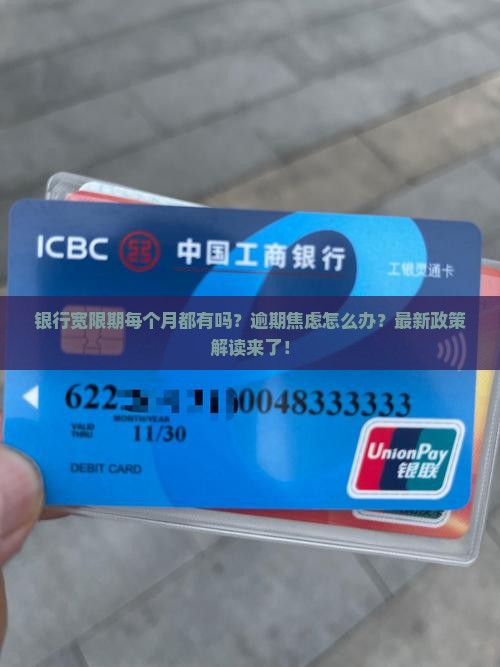 ICBC 中国工商银行
工银灵通卡
银行宽限期每个月都有吗？逾期焦虑怎么办？最新政策
解读来了！
622 0048333333
MONTH/YEAR
VALID
THRU 11/30
DEBIT CARD
UnionPay
银联